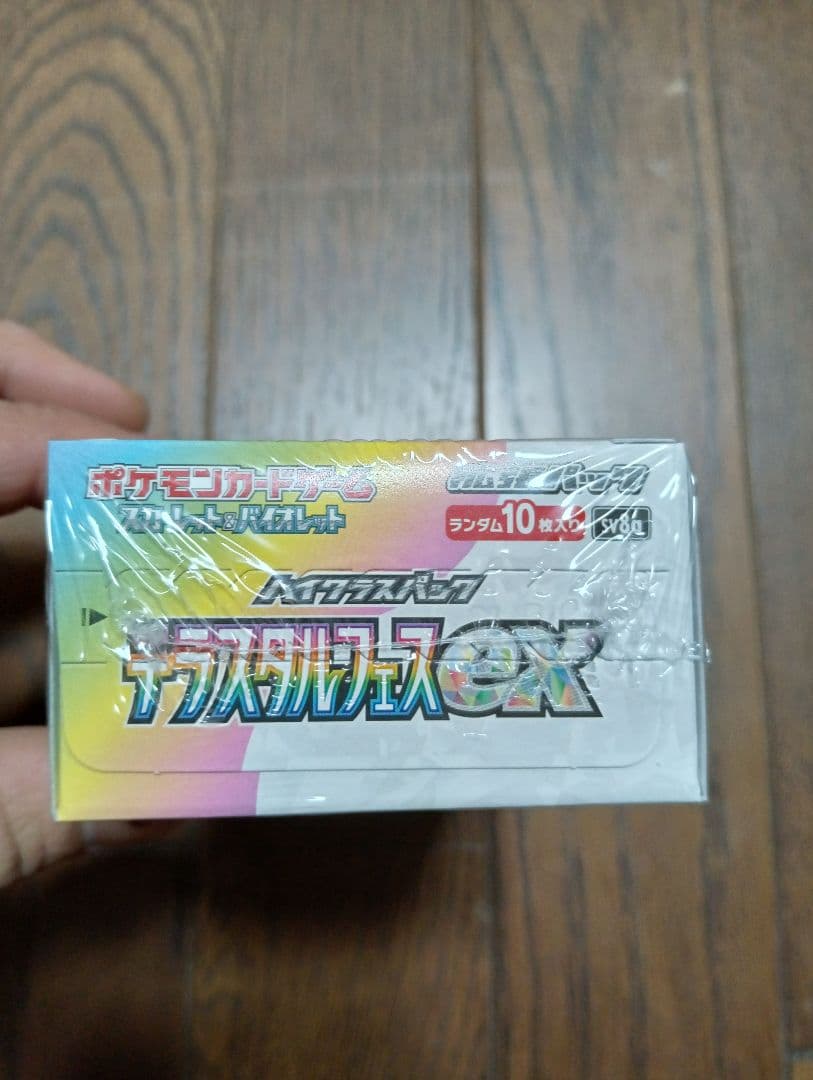 ポケモンカードゲーム
スカーレット&バイオレット
拡張パック
ランダム10枚入り SV8a
ハイクラスパック
テラスタルフェスex